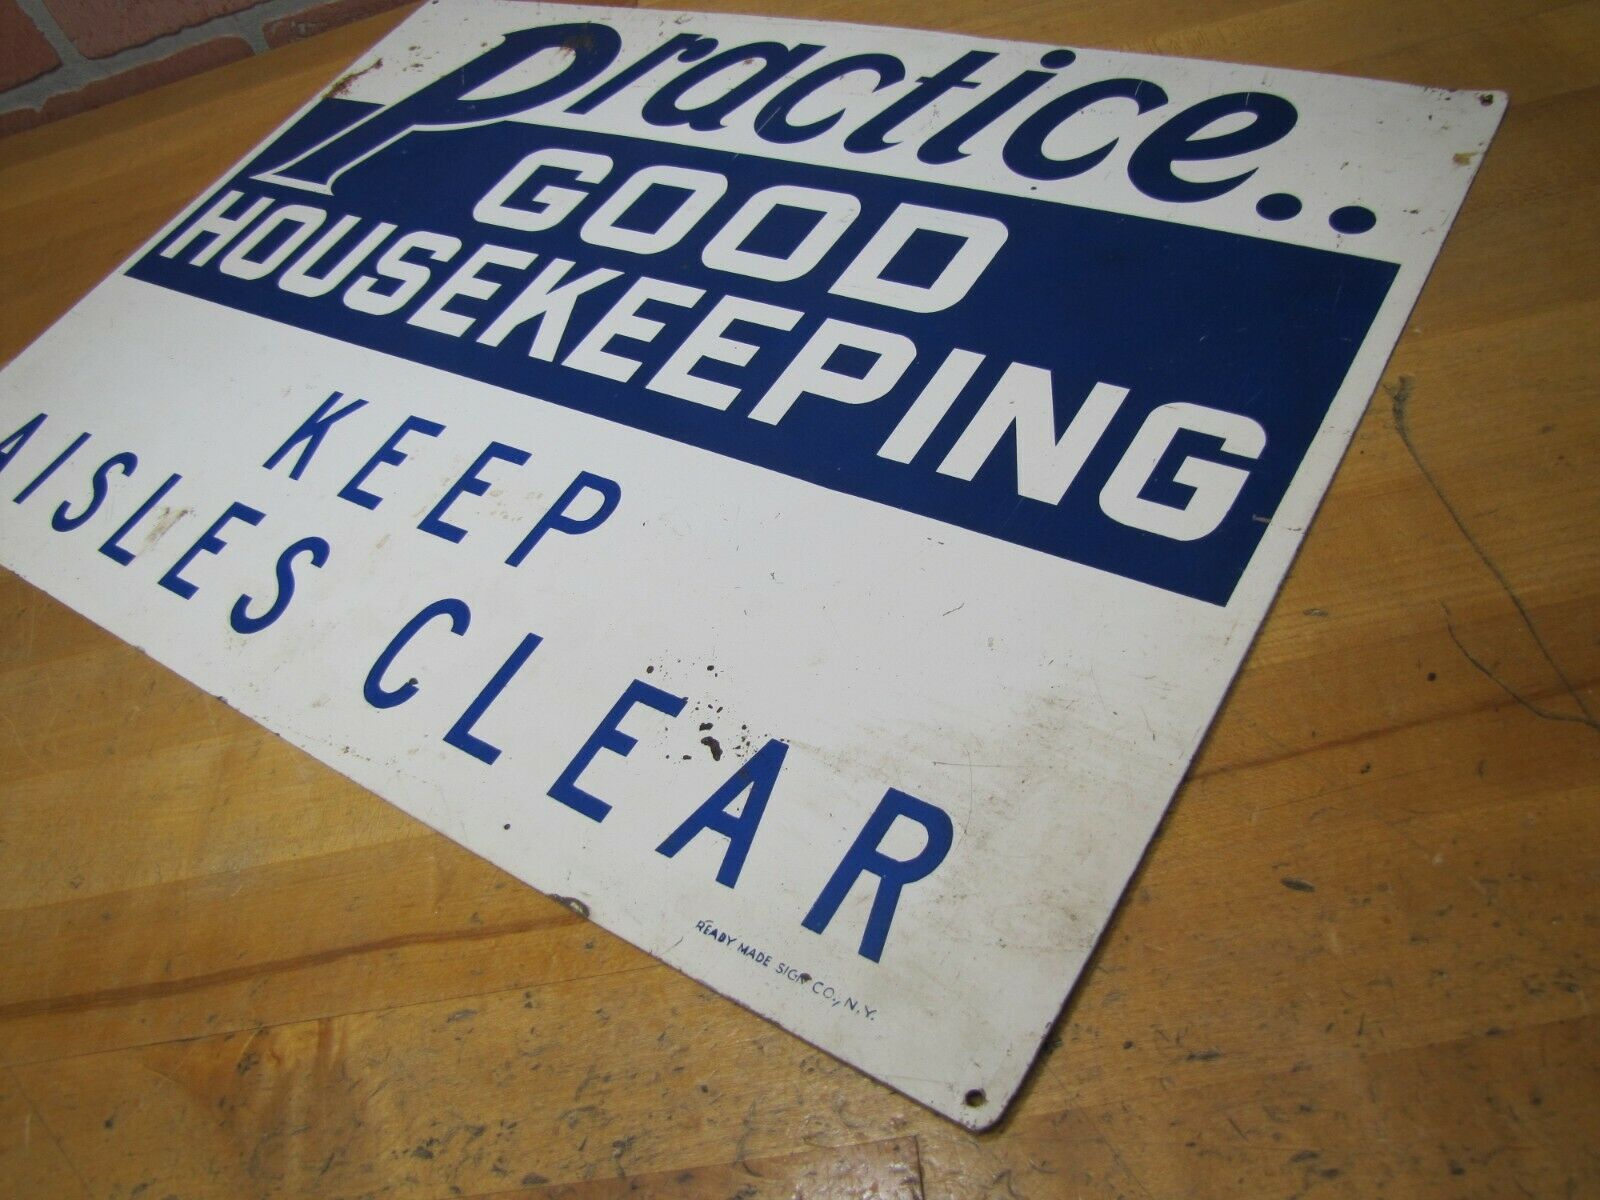 Practice..
GOOD
HOUSEKEEPING
KEEP
AISLES CLEAR
READY MADE SIGN CO., N.Y.